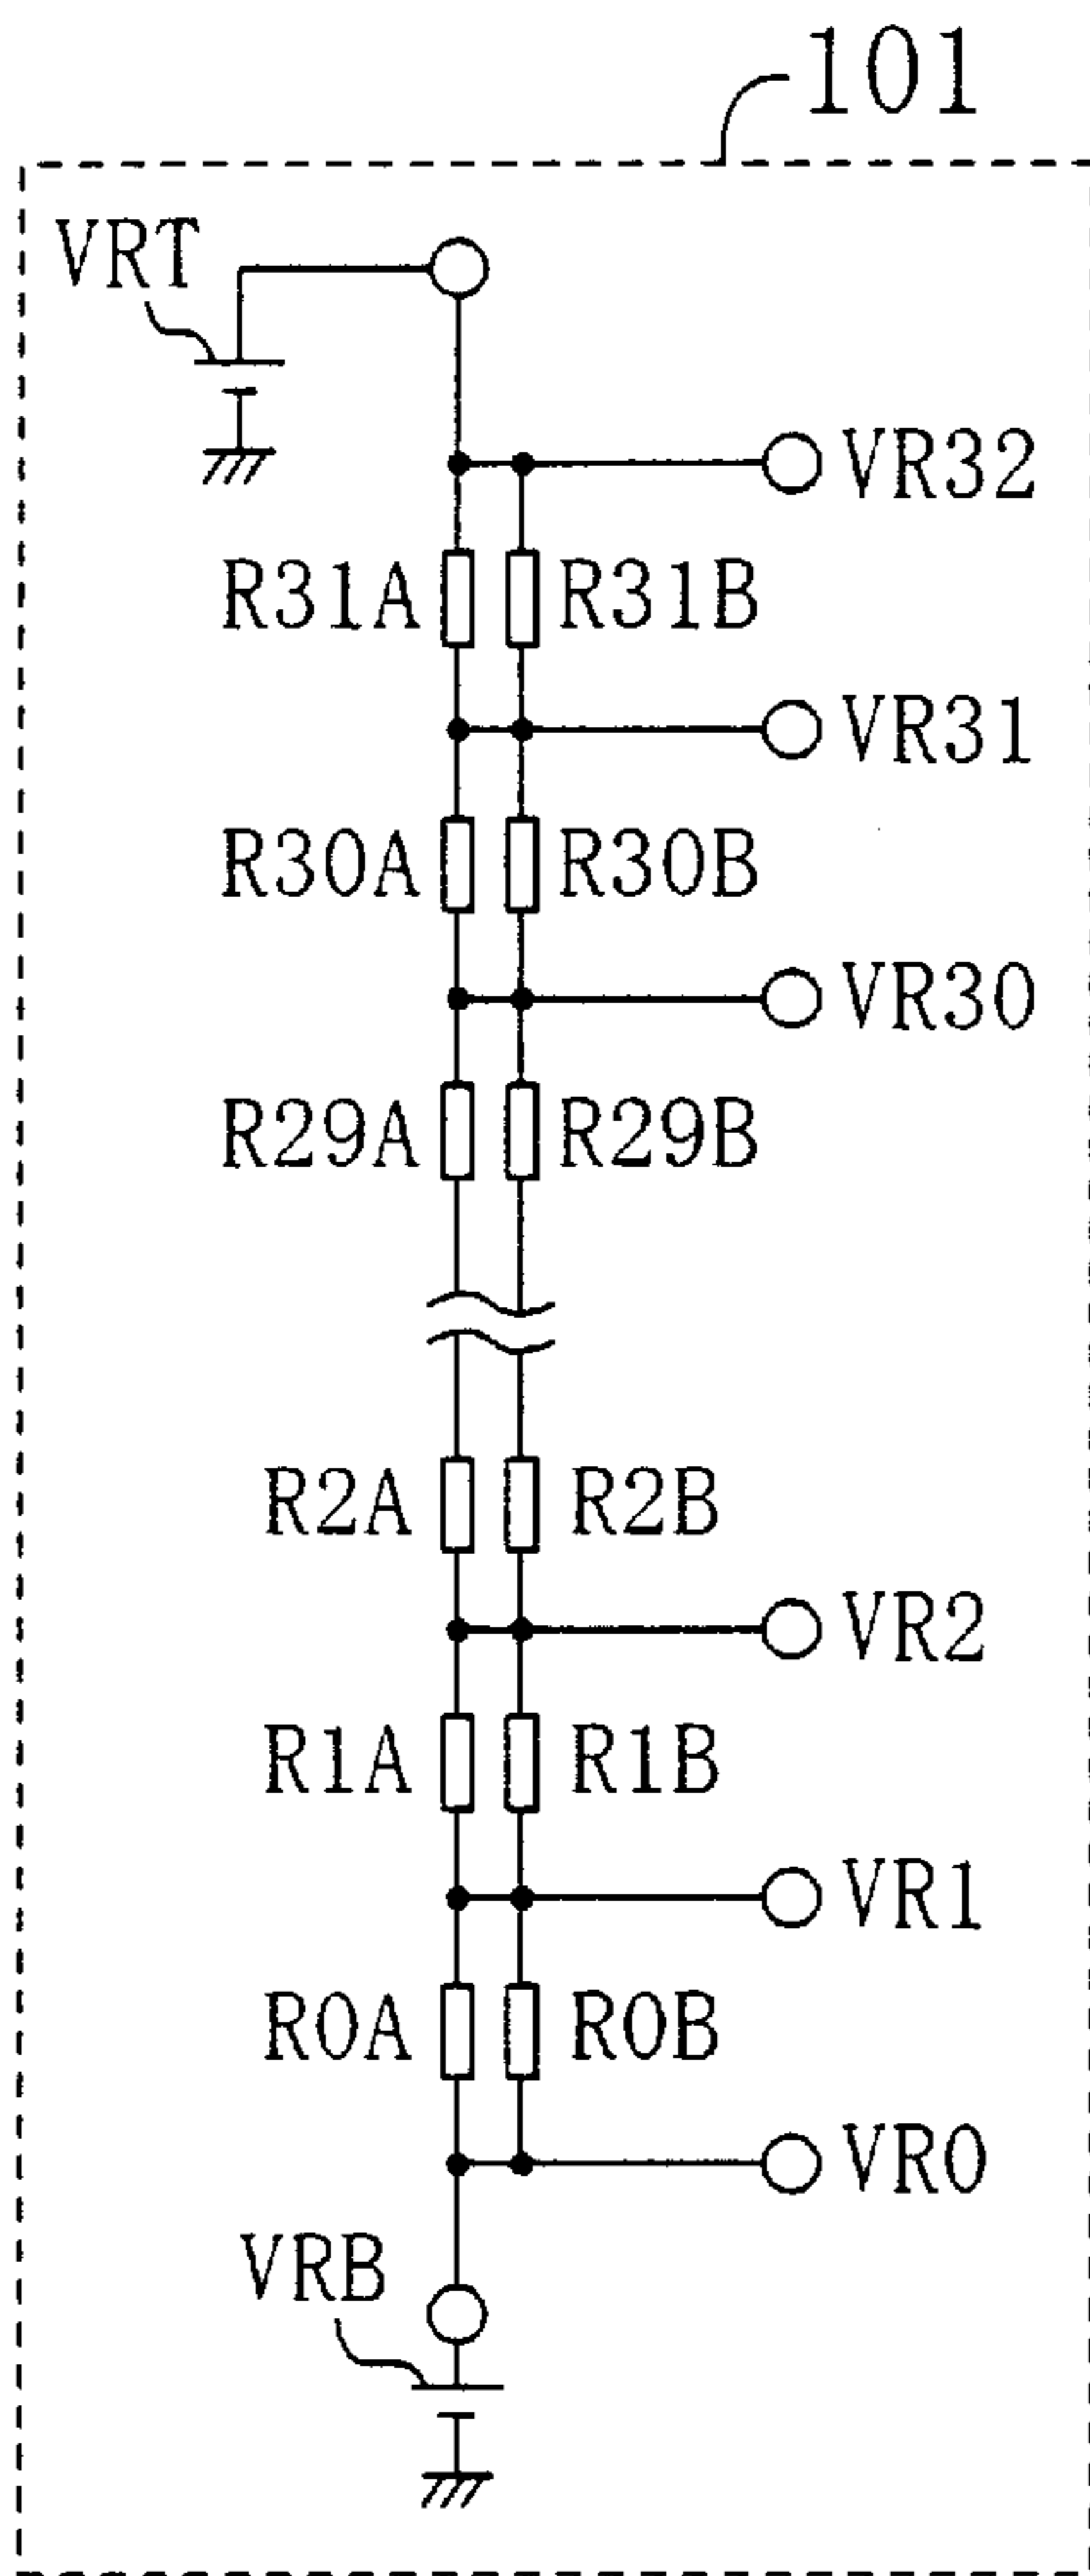 101
VRT
VR32
R31A R31B
VR31
R30A R30B
VR30
R29A R29B
R2A R2B
VR2
R1A R1B
VR1
R0A R0B
VR0
VRB